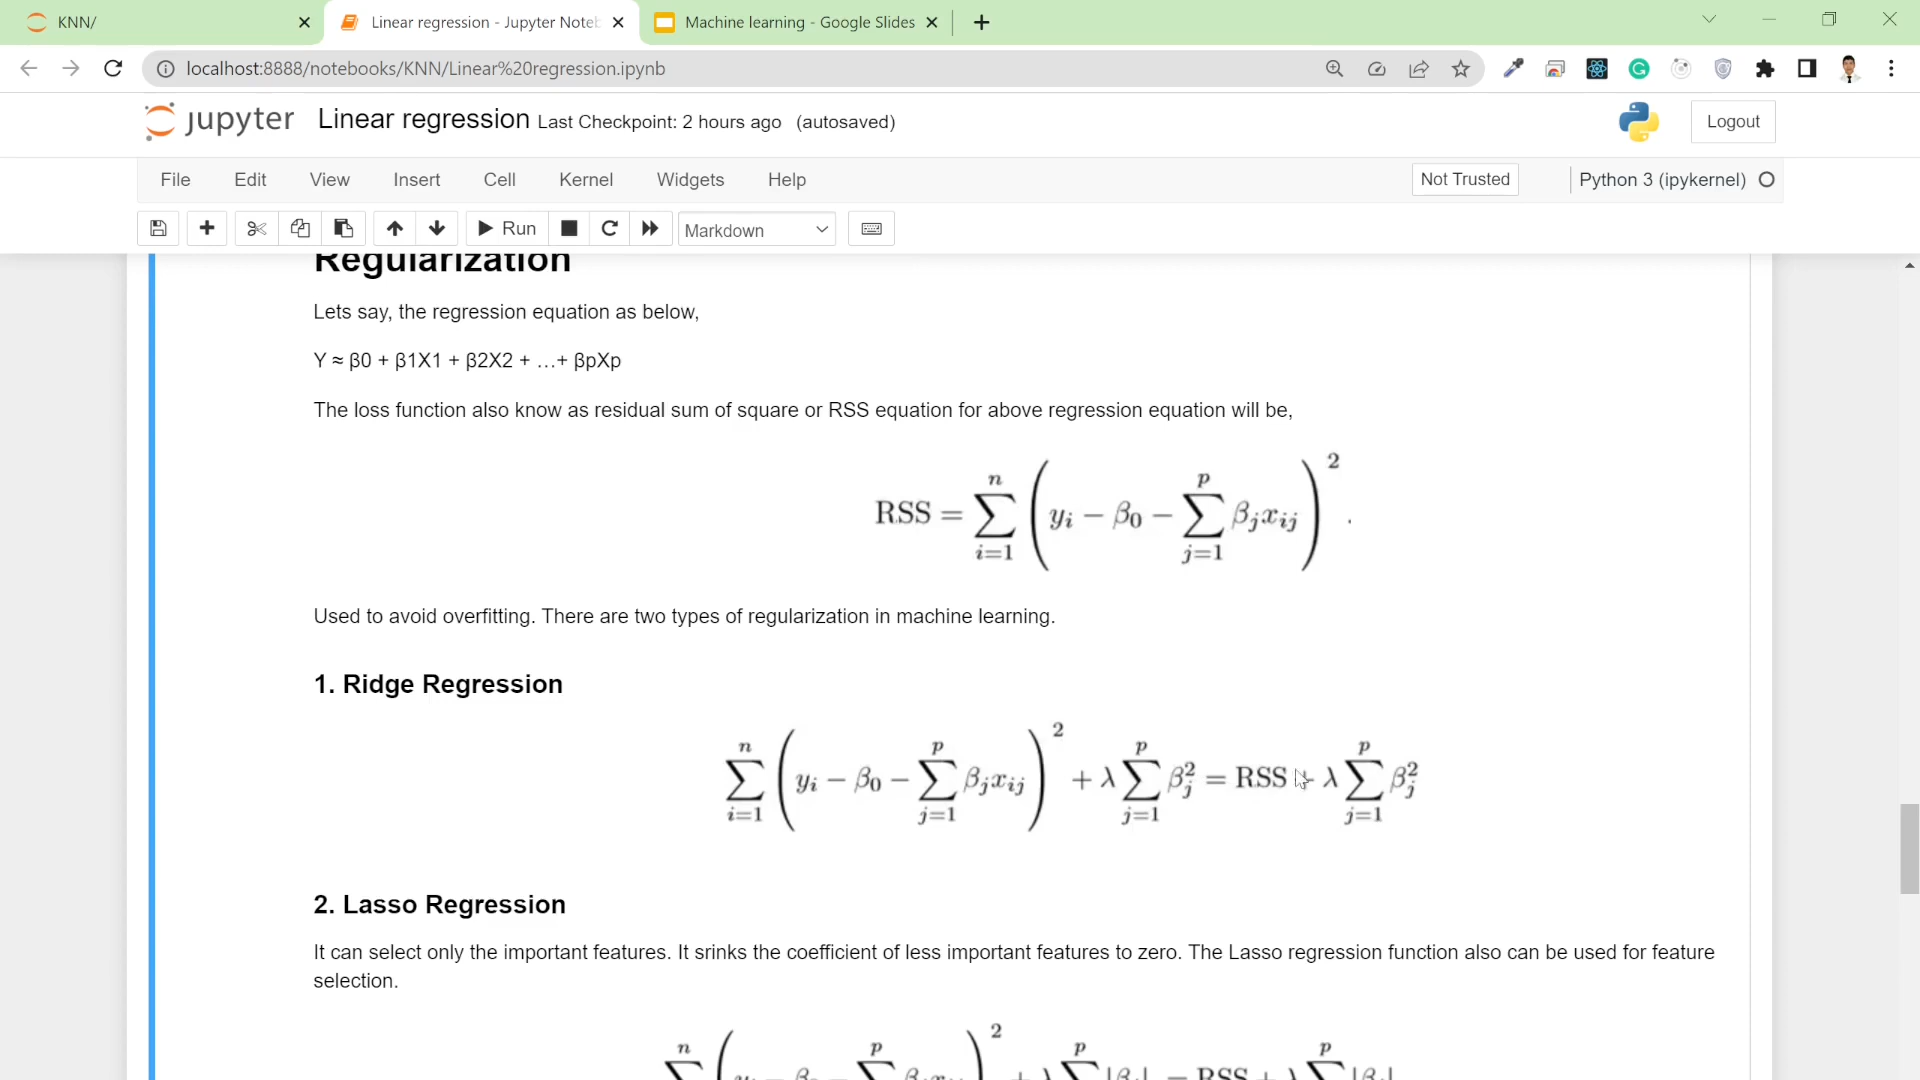 KNN/
Linear regression - Jupyter Noteb
Machine learning - Google Slides
localhost:8888/notebooks/KNN/Linear%20regression.ipynb
jupyter Linear regression Last Checkpoint: 2 hours ago (autosaved)
Logout
File Edit View Insert Cell Kernel Widgets Help
Not Trusted
Python 3 (ipykernel)
Run
Markdown
Regularization
Lets say, the regression equation as below,
Y ≈ β0 + β1X1 + β2X2 + …+ βpXp
The loss function also know as residual sum of square or RSS equation for above regression equation will be,
RSS = ∑_{i=1}^{n} ( y_i − β_0 − ∑_{j=1}^{p} β_j x_{ij} )^2 .
Used to avoid overfitting. There are two types of regularization in machine learning.
1. Ridge Regression
∑_{i=1}^{n} ( y_i − β_0 − ∑_{j=1}^{p} β_j x_{ij} )^2 + λ ∑_{j=1}^{p} β_j^2 = RSS + λ ∑_{j=1}^{p} β_j^2
2. Lasso Regression
It can select only the important features. It srinks the coefficient of less important features to zero. The Lasso regression function also can be used for feature
selection.